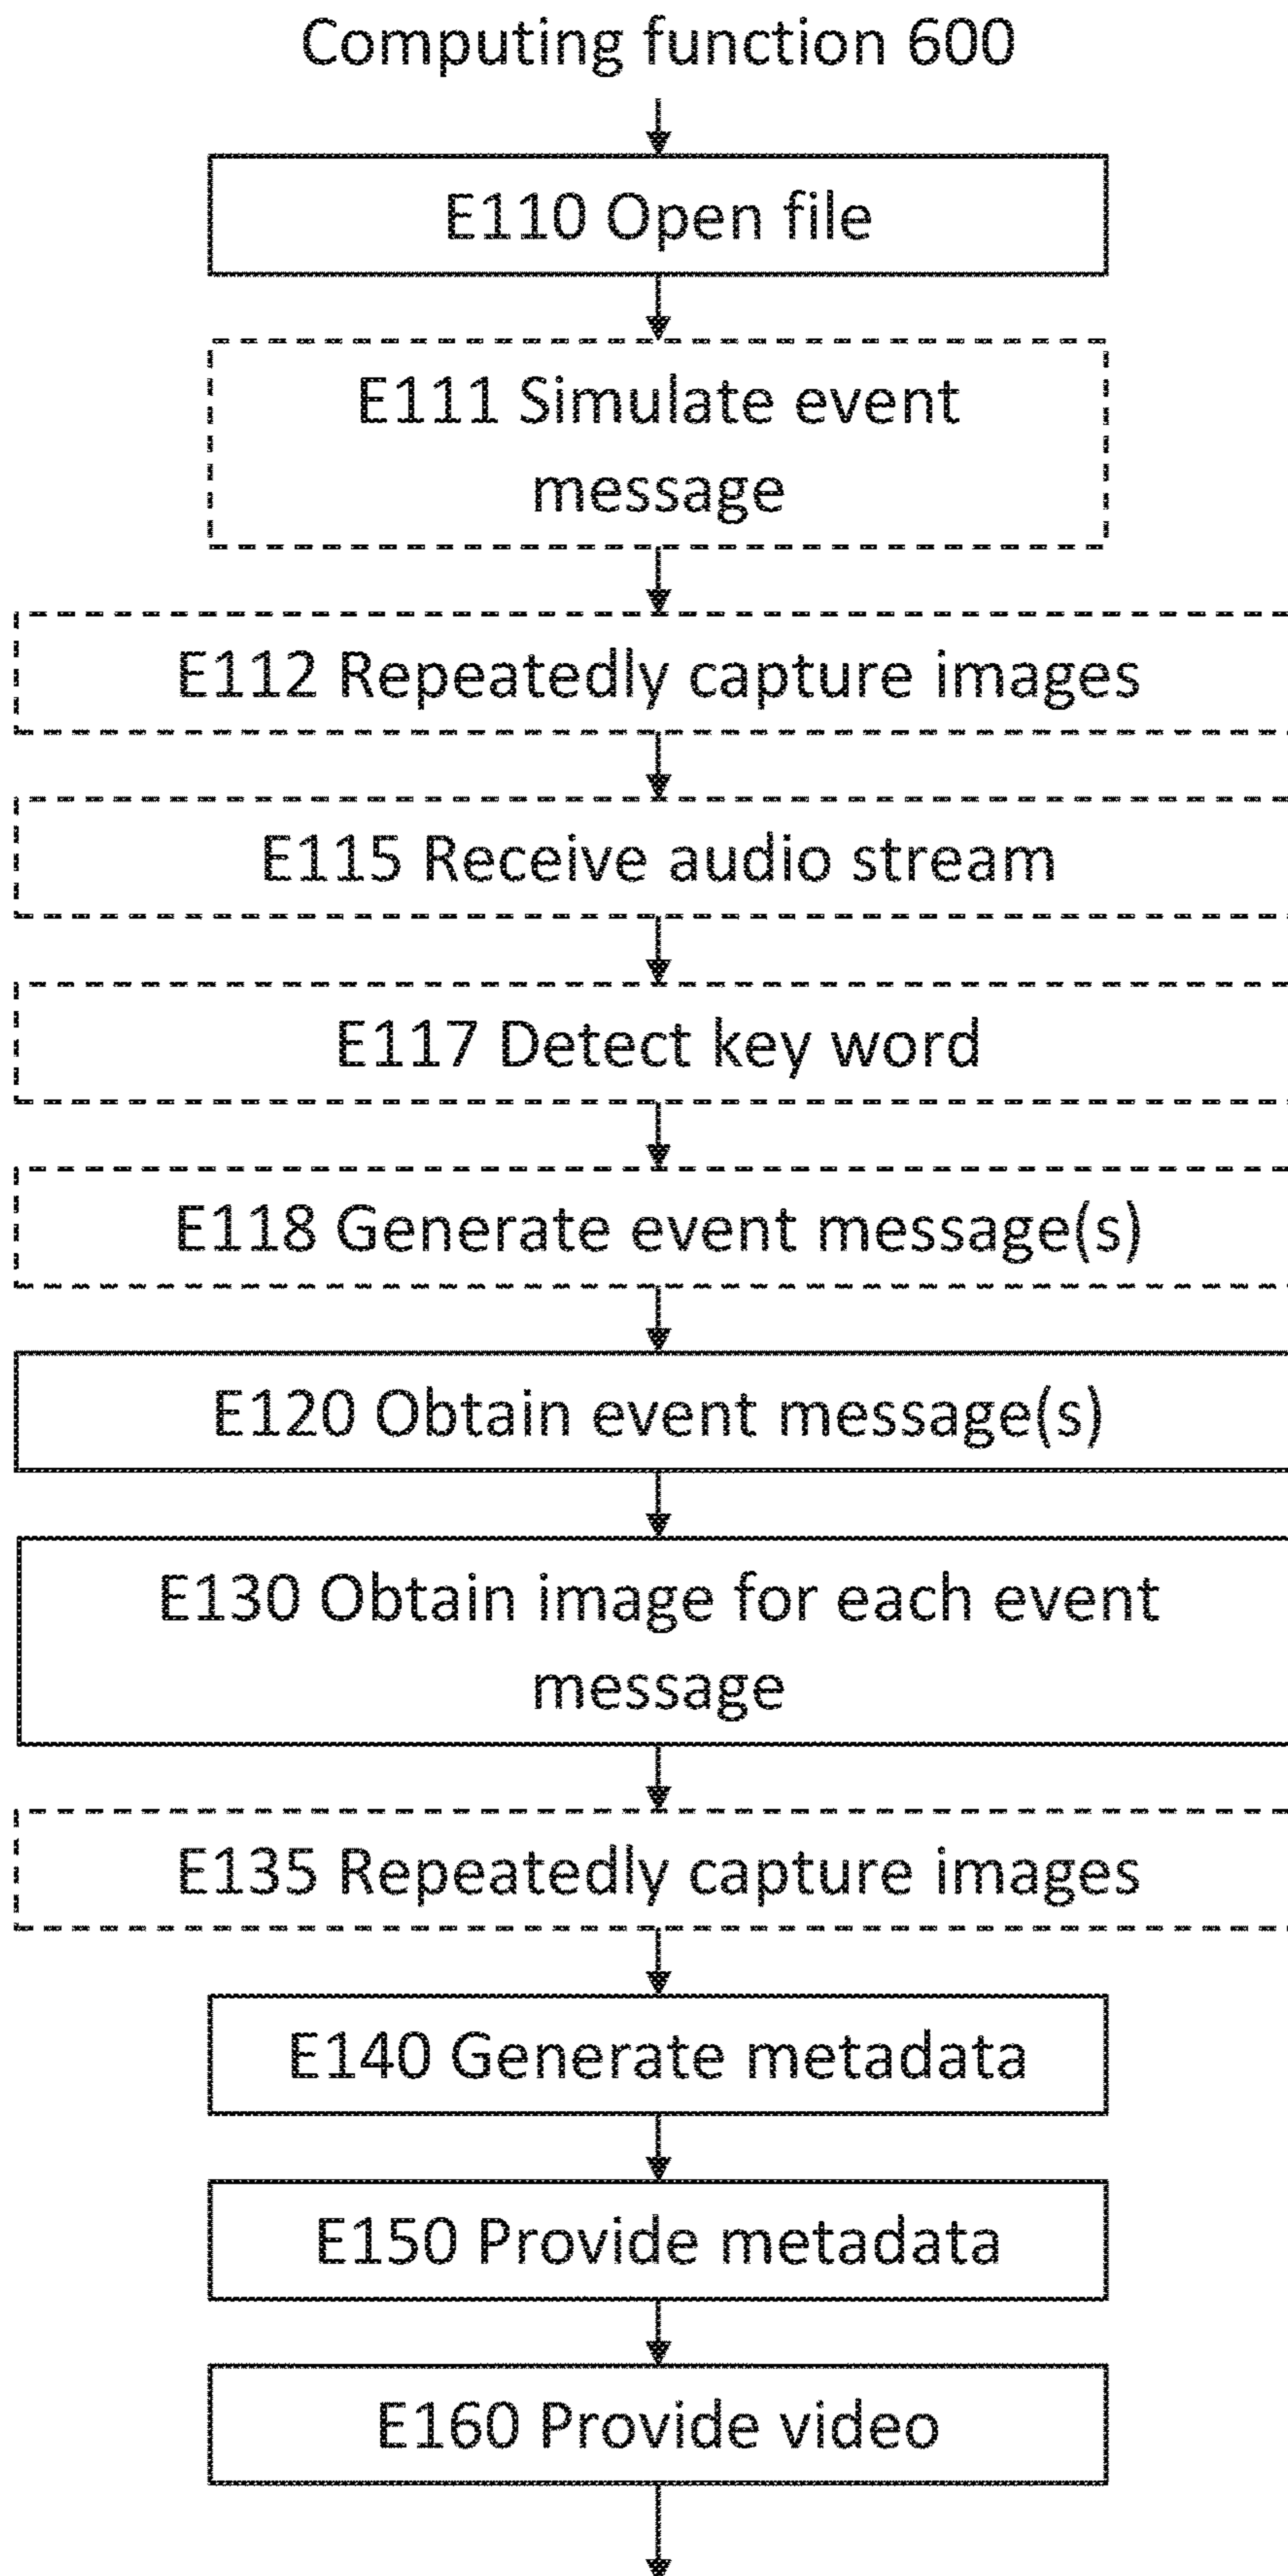 Computing function 600
E110 Open file
E111 Simulate event
message
E112 Repeatedly capture images
E115 Receive audio stream
E117 Detect key word
E118 Generate event message(s)
E120 Obtain event message(s)
E130 Obtain image for each event
message
E135 Repeatedly capture images
E140 Generate metadata
E150 Provide metadata
E160 Provide video